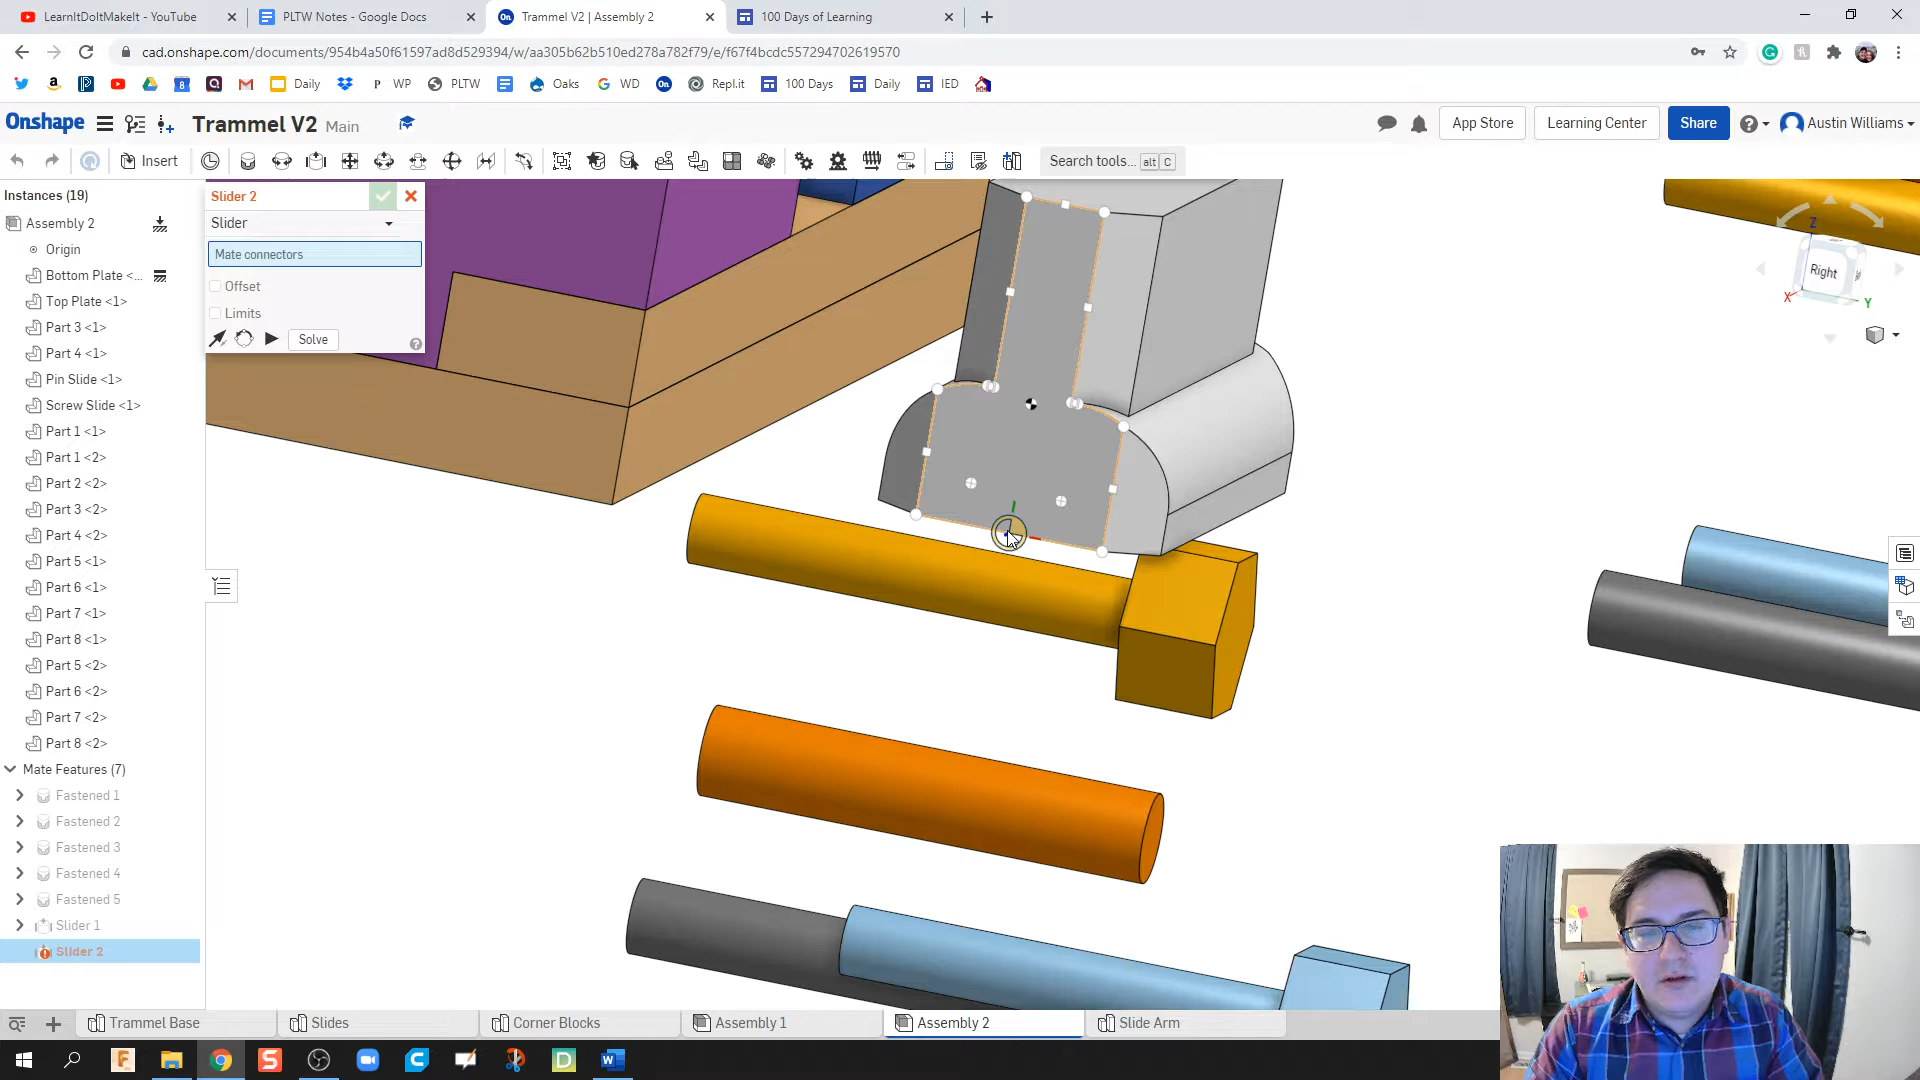 LearnItDoItMakeIt - YouTube
PLTW Notes - Google Docs
Trammel V2 | Assembly 2
100 Days of Learning
cad.onshape.com/documents/954b4a50f61597ad8d529394/w/aa305b62b510ed278a782f79/e/f67f4bcdc557294702619570
Daily
WP
PLTW
Oaks
WD
Repl.it
100 Days
Daily
IED
Onshape
Trammel V2 Main
App Store
Learning Center
Share
Austin Williams
Insert
Search tools... alt C
Instances (19)
Assembly 2
Origin
Bottom Plate <...
Top Plate <1>
Part 3 <1>
Part 4 <1>
Pin Slide <1>
Screw Slide <1>
Part 1 <1>
Part 1 <2>
Part 2 <2>
Part 3 <2>
Part 4 <2>
Part 5 <1>
Part 6 <1>
Part 7 <1>
Part 8 <1>
Part 5 <2>
Part 6 <2>
Part 7 <2>
Part 8 <2>
Mate Features (7)
Fastened 1
Fastened 2
Fastened 3
Fastened 4
Fastened 5
Slider 1
Slider 2
Slider 2
Slider
Mate connectors
Offset
Limits
Solve
Z
Right
X
Y
Trammel Base
Slides
Corner Blocks
Assembly 1
Assembly 2
Slide Arm